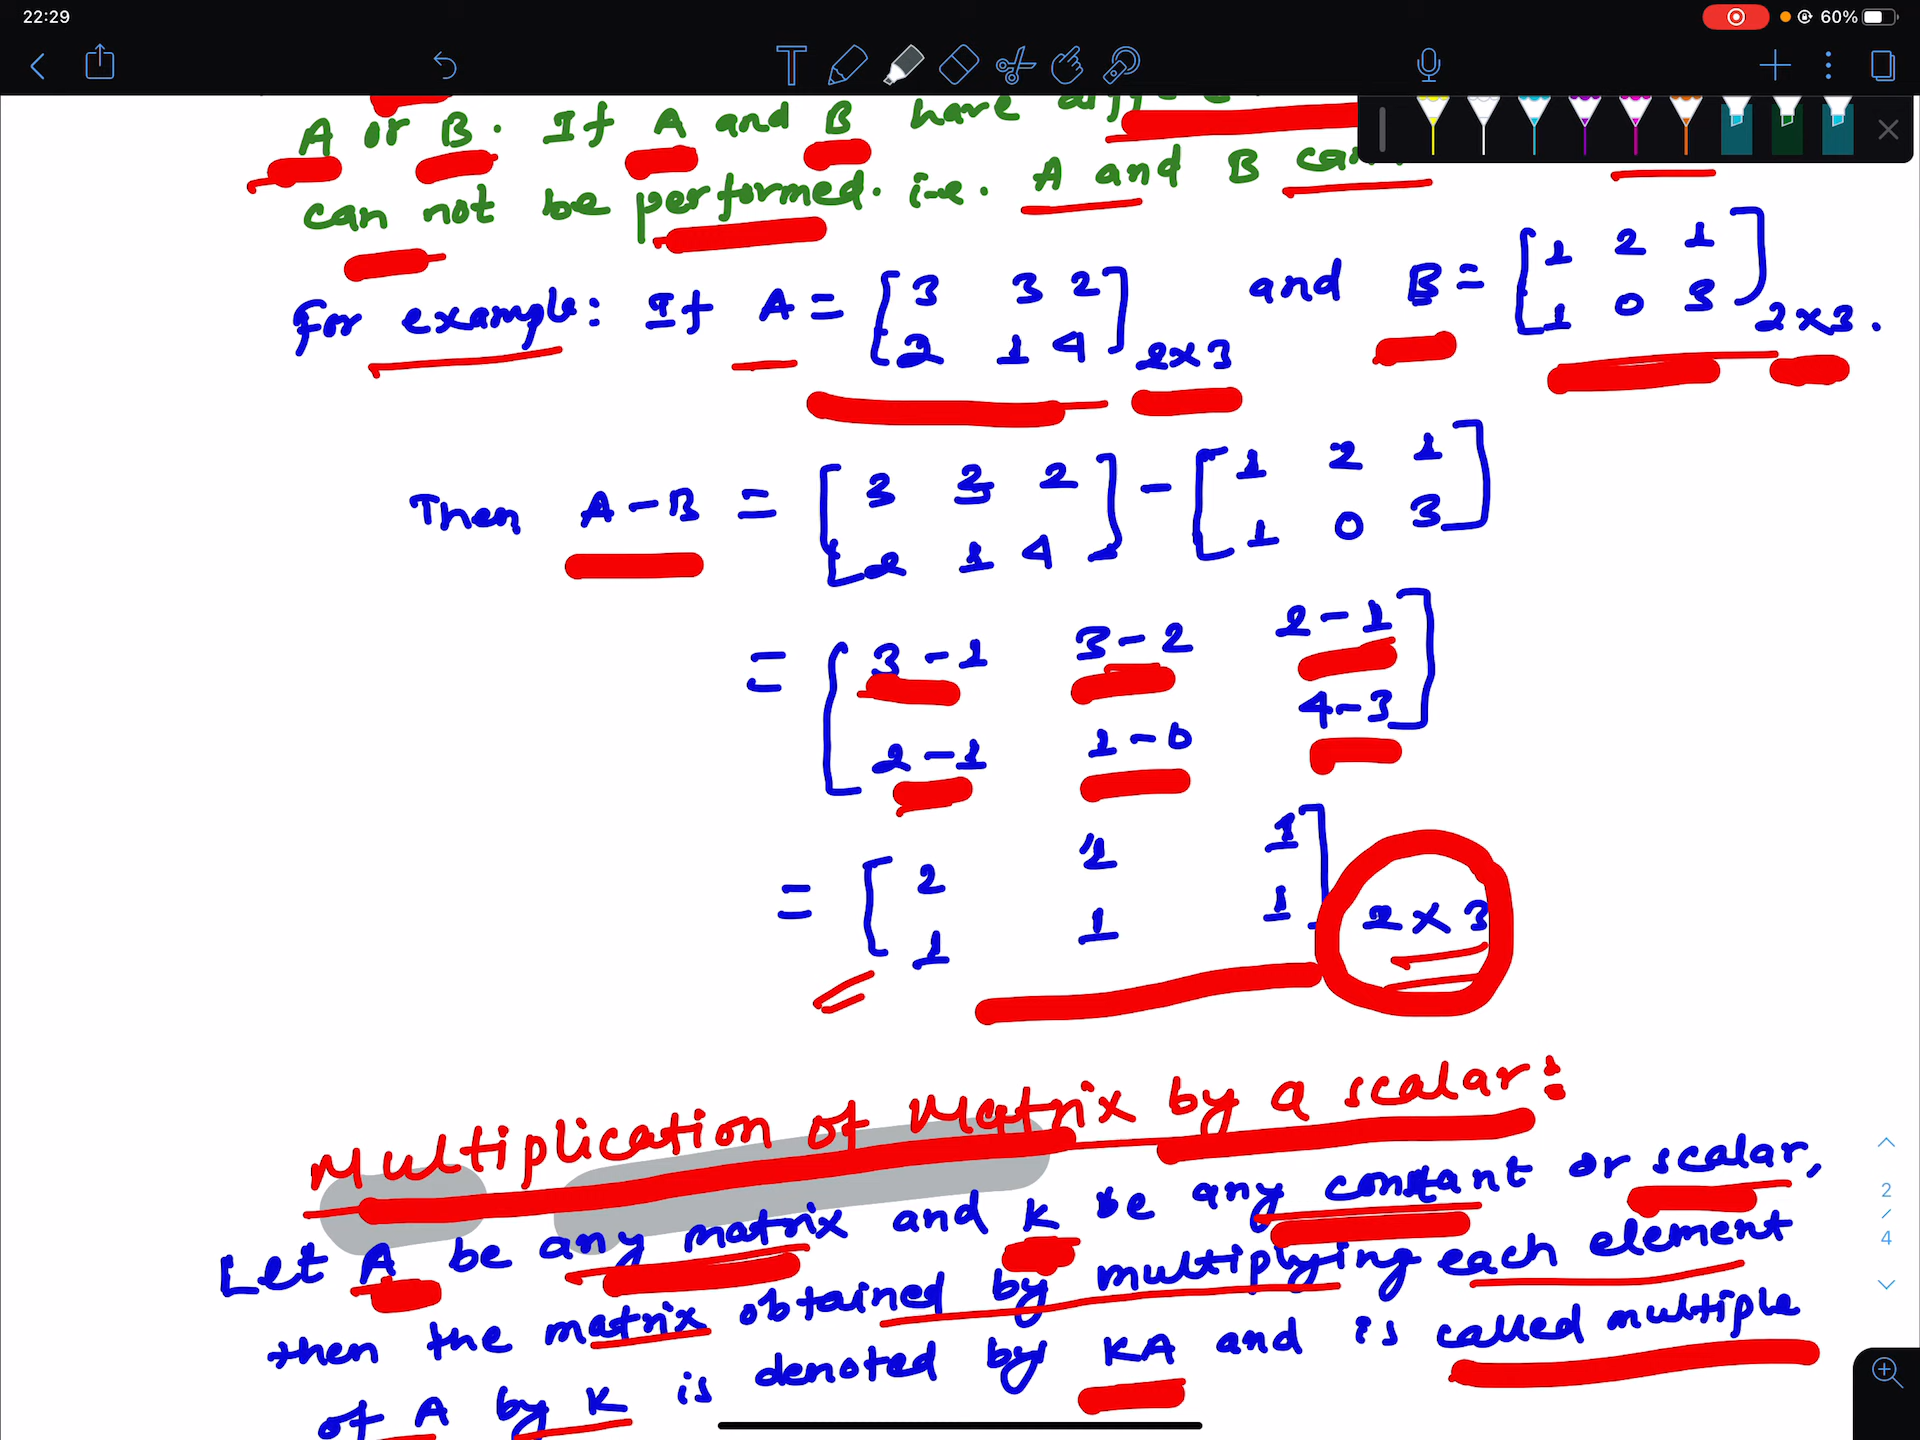 22:29 60%
A or B. If A and B have
can not be performed. i.e. A and B
For example: If A = [3 3 2 and B = [1 2 1
2 1 4] 2x3 1 0 3] 2x3.
Then A-B = [3 3 2 - [1 2 1
2 1 4] 1 0 3]
= [3-1 3-2 2-1
2-1 1-0 4-3]
= [2 1 1
1 1 1] 2x3
Multiplication of Matrix by a scalar:
Let A be any matrix and K be any constant or scalar,
then the matrix obtained by multiplying each element
of A by K is denoted by KA and is called multiple
2
/
4